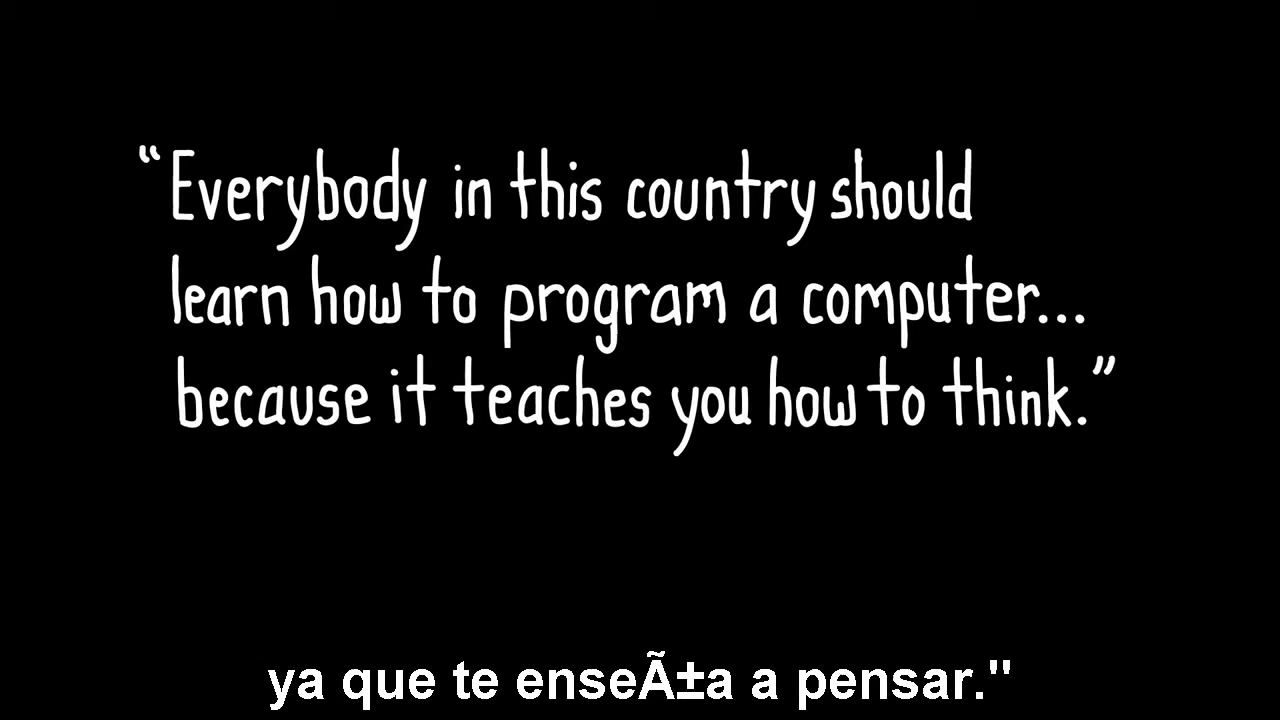 “Everybody in this country should
learn how to program a computer...
because it teaches you how to think.”
ya que te enseÃ±a a pensar."